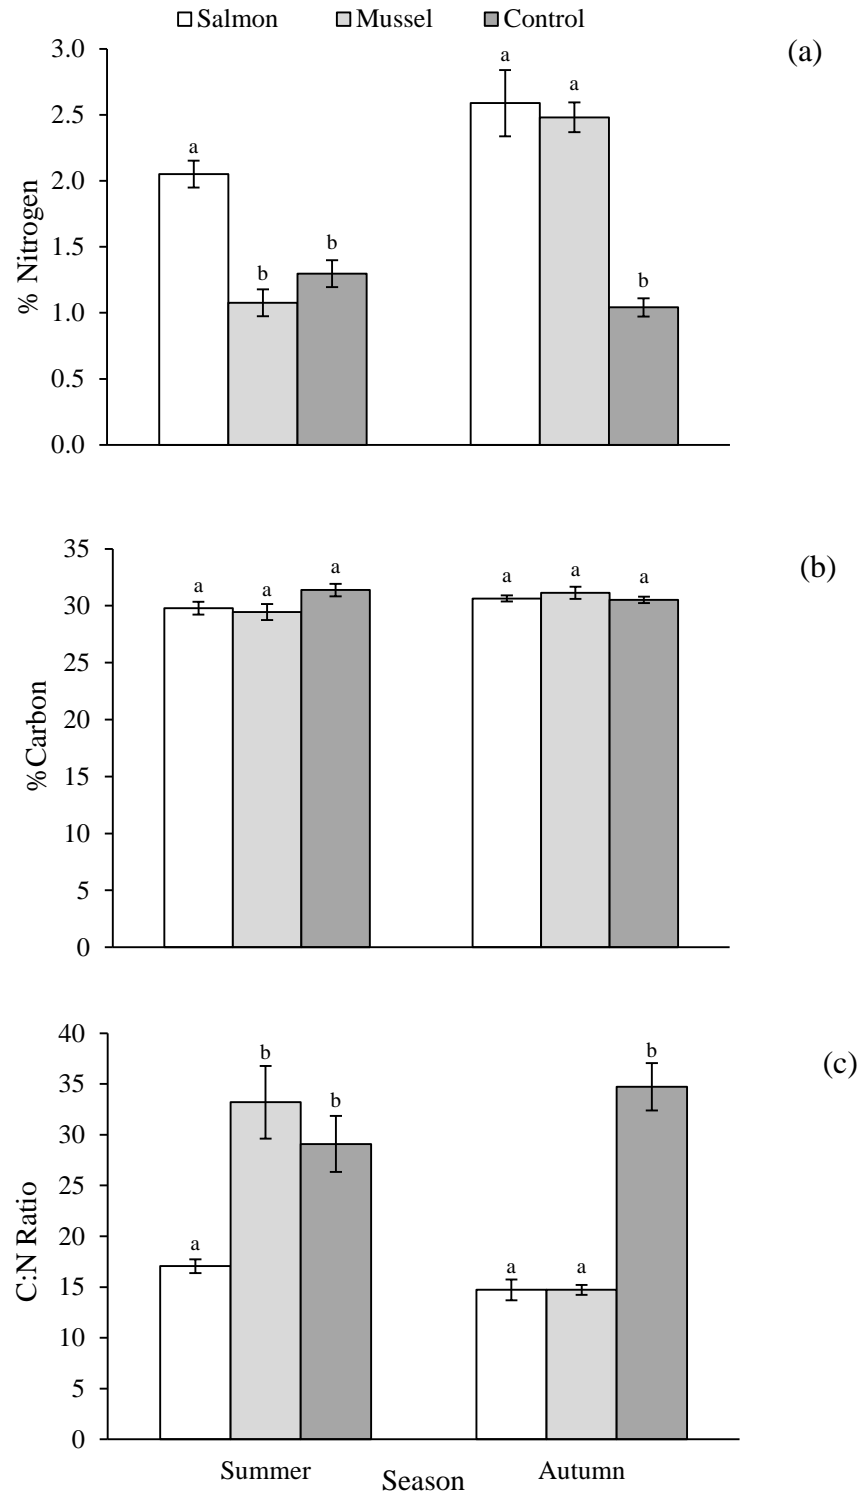 Salmon Mussel Control
(a)
% Nitrogen
3.0
2.5
2.0
1.5
1.0
0.5
0.0
a
b
b
a
a
b
(b)
%Carbon
35
30
25
20
15
10
5
0
a
a
a
a
a
a
(c)
C:N Ratio
40
35
30
25
20
15
10
5
0
a
b
b
a
a
b
Summer Autumn
Season